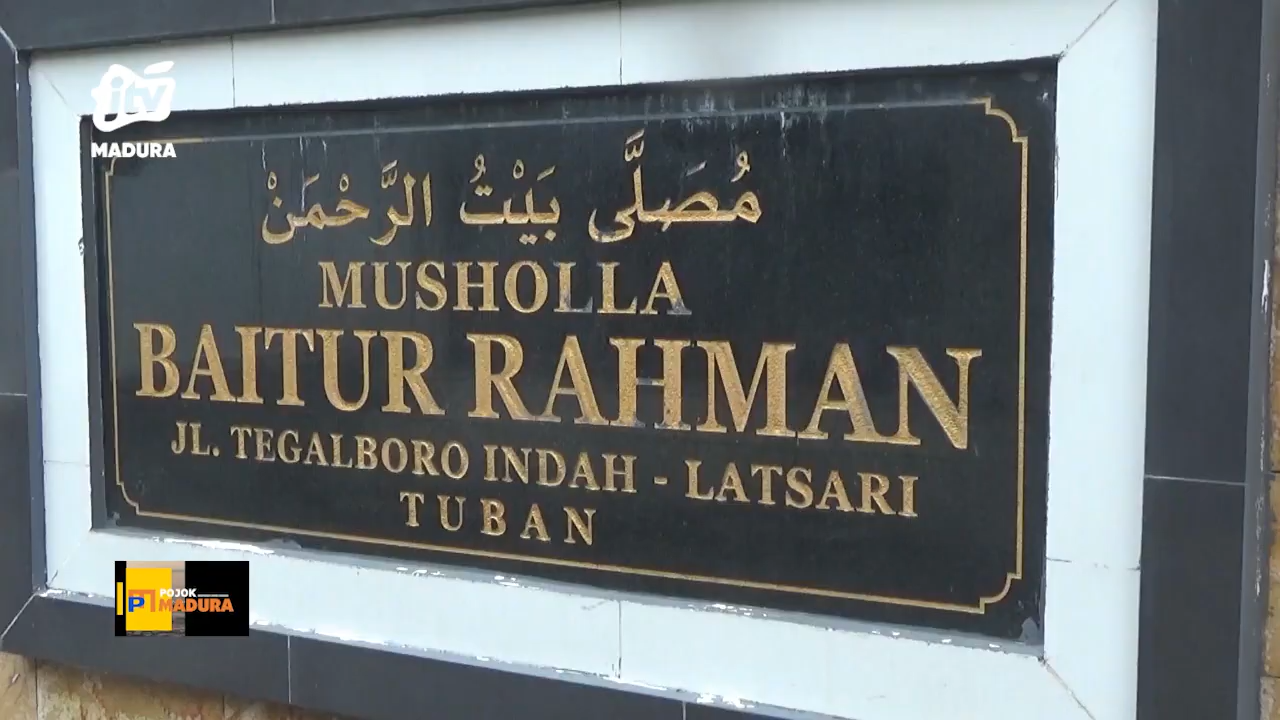 jtv
MADURA
مُصَلَّى بَيْتُ الرَّحْمَنْ
MUSHOLLA
BAITUR RAHMAN
JL. TEGALBORO INDAH - LATSARI
TUBAN
P
POJOK
MADURA